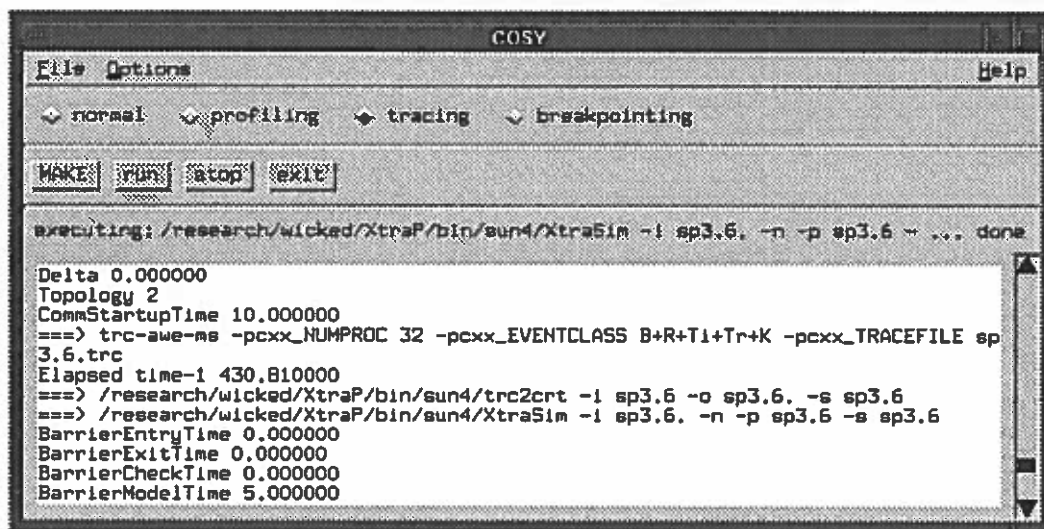 COSY
File Options Help
normal profiling tracing breakpointing
MAKE run stop exit
executing: /research/wicked/XtraP/bin/sun4/XtraSim -i sp3.6. -n -p sp3.6 - ... done
Delta 0.000000
Topology 2
CommStartupTime 10.000000
===> trc-awe-ms -pcxx_NUMPROC 32 -pcxx_EVENTCLASS B+R+Ti+Tr+K -pcxx_TRACEFILE sp
3.6.trc
Elapsed time-1 430.810000
===> /research/wicked/XtraP/bin/sun4/trc2crt -i sp3.6 -o sp3.6. -s sp3.6
===> /research/wicked/XtraP/bin/sun4/XtraSim -i sp3.6. -n -p sp3.6 -s sp3.6
BarrierEntryTime 0.000000
BarrierExitTime 0.000000
BarrierCheckTime 0.000000
BarrierModelTime 5.000000